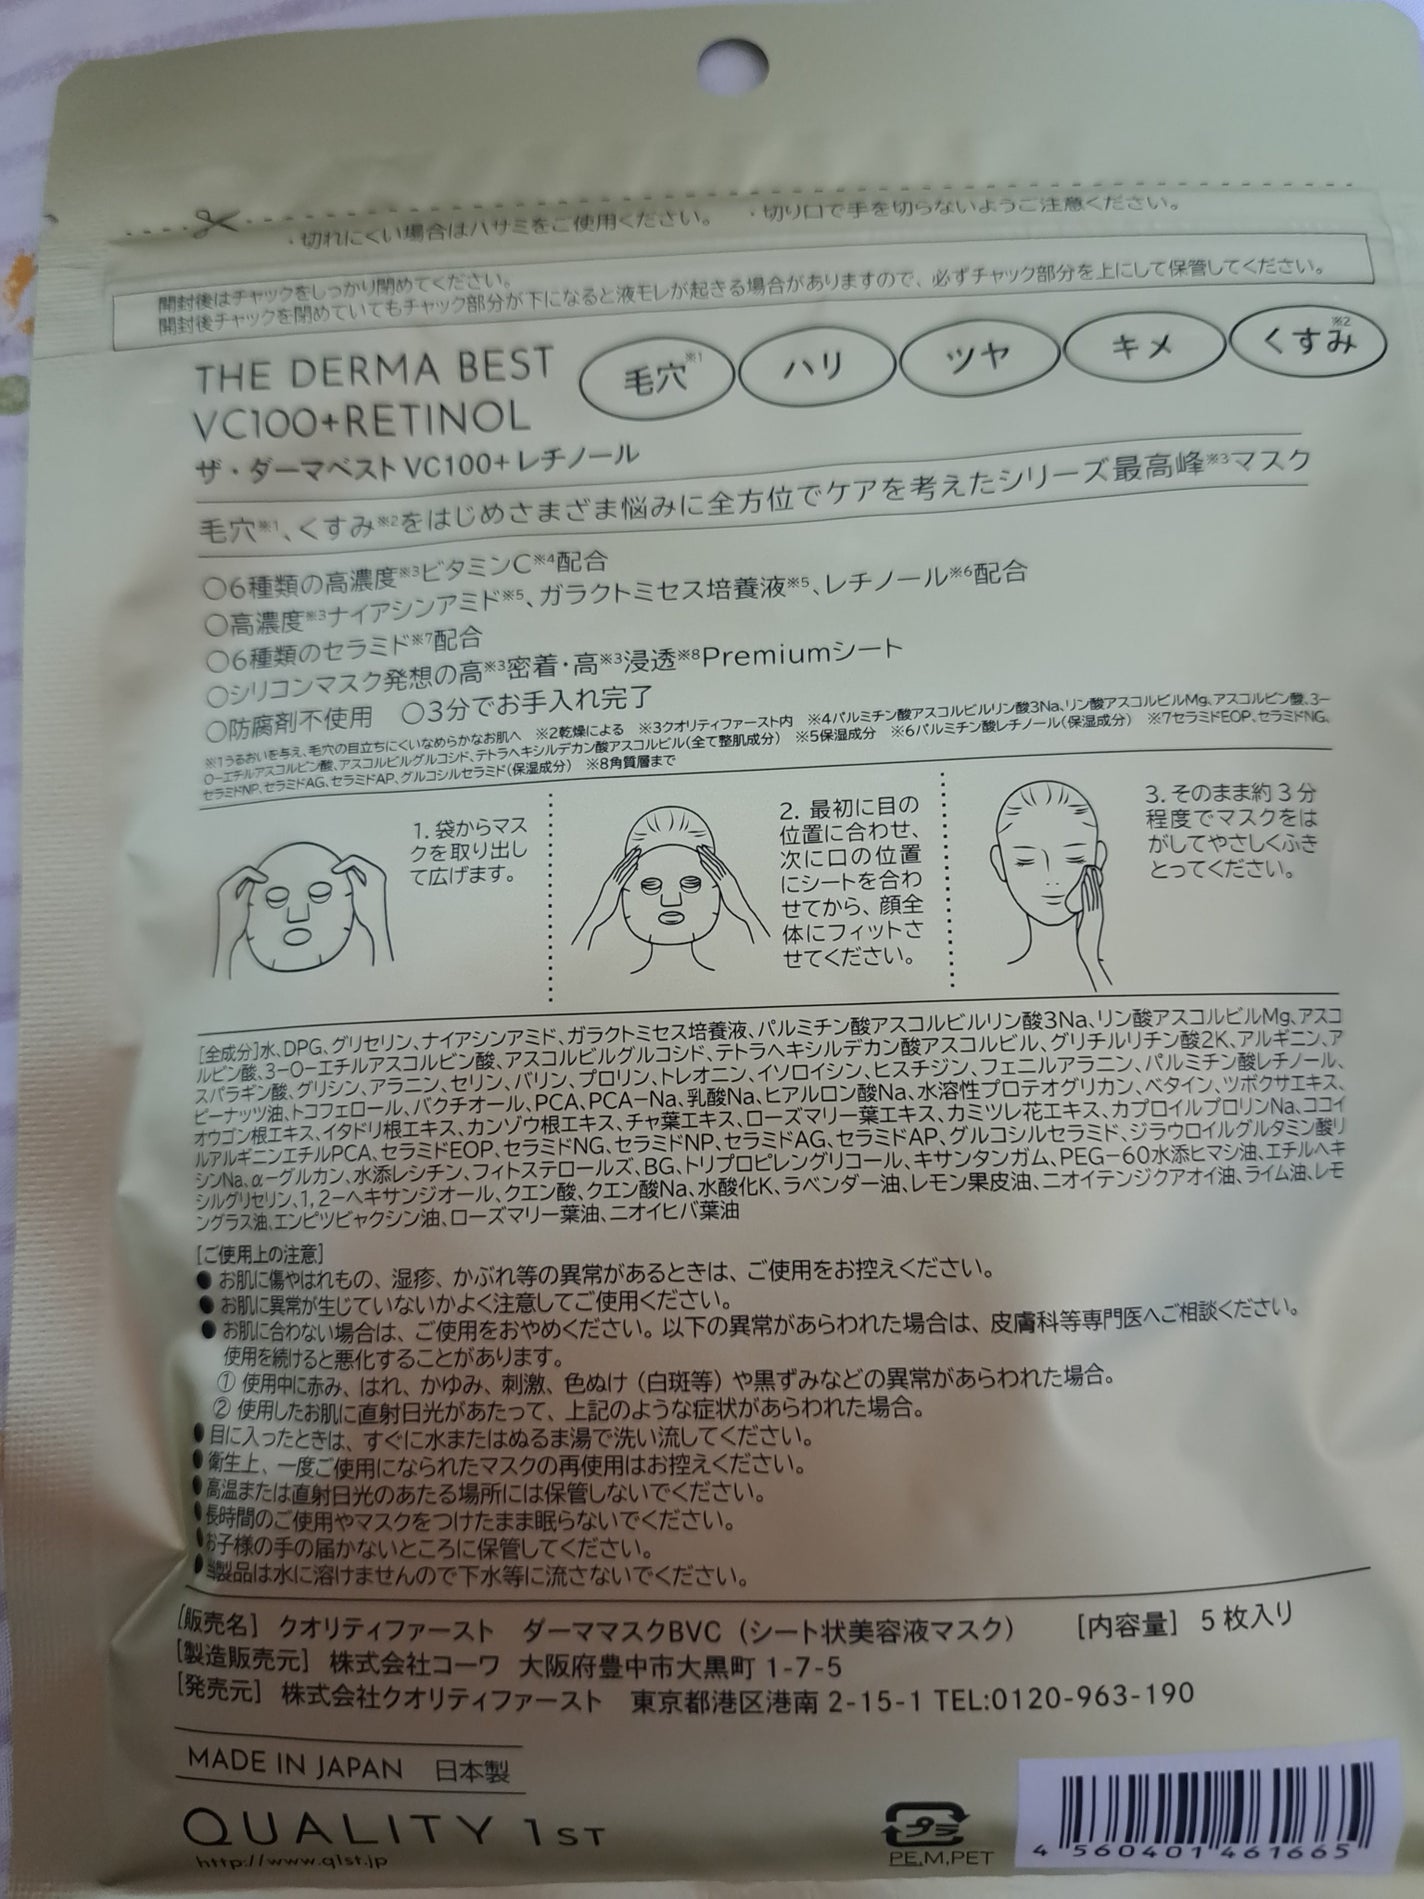 ・切れにくい場合はハサミをご使用ください。 ・切り口で手を切らないようご注意ください。
開封後はチャックをしっかり閉めてください。
開封後チャックを閉めていてもチャック部分が下になると液モレが起きる場合がありますので、必ずチャック部分を上にして保管してください。
THE DERMA BEST
VC100+RETINOL
毛穴※1 ハリ ツヤ キメ くすみ※2
ザ・ダーマベスト VC100+レチノール
毛穴※1、くすみ※2をはじめさまざま悩みに全方位でケアを考えたシリーズ最高峰※3マスク
○6種類の高濃度※3ビタミンC※4配合
○高濃度※3ナイアシンアミド※5、ガラクトミセス培養液※5、レチノール※6配合
○6種類のセラミド※7配合
○シリコンマスク発想の高※3密着・高※3浸透※8Premiumシート
○防腐剤不使用 ○3分でお手入れ完了
※1うるおいを与え、毛穴の目立ちにくいなめらかなお肌へ ※2乾燥による ※3クオリティファースト内 ※4パルミチン酸アスコルビルリン酸3Na、リン酸アスコルビルMg、アスコルビン酸、3-
O-エチルアスコルビン酸、アスコルビルグルコシド、テトラヘキシルデカン酸アスコルビル(全て整肌成分) ※5保湿成分 ※6パルミチン酸レチノール(保湿成分) ※7セラミドEOP、セラミドNG、
セラミドNP、セラミドAG、セラミドAP、グルコシルセラミド(保湿成分) ※8角質層まで
1. 袋からマス
クを取り出し
て広げます。
2. 最初に目の
位置に合わせ、
次に口の位置
にシートを合わ
せてから、顔全
体にフィットさ
せてください。
3. そのまま約3分
程度でマスクをは
がしてやさしくふき
とってください。
[全成分]水、DPG、グリセリン、ナイアシンアミド、ガラクトミセス培養液、パルミチン酸アスコルビルリン酸3Na、リン酸アスコルビルMg、アスコ
ルビン酸、3-O-エチルアスコルビン酸、アスコルビルグルコシド、テトラヘキシルデカン酸アスコルビル、グリチルリチン酸2K、アルギニン、ア
スパラギン酸、グリシン、アラニン、セリン、バリン、プロリン、トレオニン、イソロイシン、ヒスチジン、フェニルアラニン、パルミチン酸レチノール、
ピーナッツ油、トコフェロール、バクチオール、PCA、PCA-Na、乳酸Na、ヒアルロン酸Na、水溶性プロテオグリカン、ベタイン、ツボクサエキス、
オウゴン根エキス、イタドリ根エキス、カンゾウ根エキス、チャ葉エキス、ローズマリー葉エキス、カミツレ花エキス、カプロイルプロリンNa、ココイ
ルアルギニンエチルPCA、セラミドEOP、セラミドNG、セラミドNP、セラミドAG、セラミドAP、グルコシルセラミド、ジラウロイルグルタミン酸リ
シンNa、α-グルカン、水添レシチン、フィトステロールズ、BG、トリプロピレングリコール、キサンタンガム、PEG-60水添ヒマシ油、エチルヘキ
シルグリセリン、1,2-ヘキサンジオール、クエン酸、クエン酸Na、水酸化K、ラベンダー油、レモン果皮油、ニオイテンジクアオイ油、ライム油、レモ
ングラス油、エンピツビャクシン油、ローズマリー葉油、ニオイヒバ葉油
[ご使用上の注意]
● お肌に傷やはれもの、湿疹、かぶれ等の異常があるときは、ご使用をお控えください。
● お肌に異常が生じていないかよく注意してご使用ください。
● お肌に合わない場合は、ご使用をおやめください。以下の異常があらわれた場合は、皮膚科等専門医へご相談ください。
使用を続けると悪化することがあります。
① 使用中に赤み、はれ、かゆみ、刺激、色ぬけ（白斑等）や黒ずみなどの異常があらわれた場合。
② 使用したお肌に直射日光があたって、上記のような症状があらわれた場合。
● 目に入ったときは、すぐに水またはぬるま湯で洗い流してください。
● 衛生上、一度ご使用になられたマスクの再使用はお控えください。
● 高温または直射日光のあたる場所には保管しないでください。
● 長時間のご使用やマスクをつけたまま眠らないでください。
● お子様の手の届かないところに保管してください。
● 当製品は水に溶けませんので下水等に流さないでください。
[販売名] クオリティファースト ダーママスクBVC（シート状美容液マスク） [内容量] 5枚入り
[製造販売元] 株式会社コーワ 大阪府豊中市大黒町 1-7-5
[発売元] 株式会社クオリティファースト 東京都港区港南 2-15-1 TEL:0120-963-190
MADE IN JAPAN 日本製
QUALITY 1ST
http://www.q1st.jp
プラ
PE,M,PET
4 560401 461665